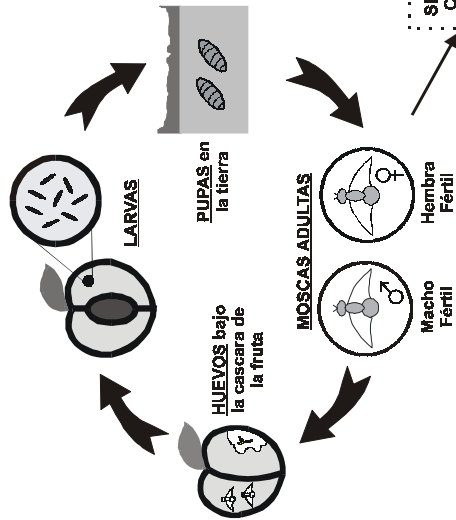 HUEVOS bajo
la cascara de
la fruta
LARVAS
PUPAS en
la tierra
MOSCAS ADULTAS
Macho
Fértil
Hembra
Fértil